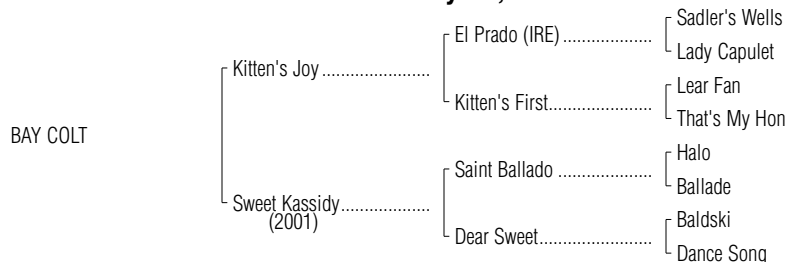 Sadler's Wells
El Prado (IRE) ...................
Lady Capulet
Kitten's Joy .......................
Lear Fan
Kitten's First......................
That's My Hon
BAY COLT
Halo
Saint Ballado ....................
Ballade
Sweet Kassidy...................
(2001)
Baldski
Dear Sweet........................
Dance Song